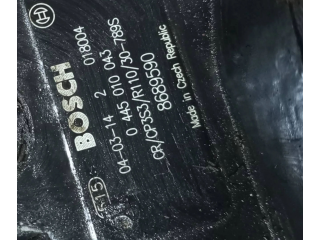 BOSCH 018004
04-03-14 2
0 445 010 043
CR/CP3S3/R110/30-789S
8689590
Made in Czech Republic